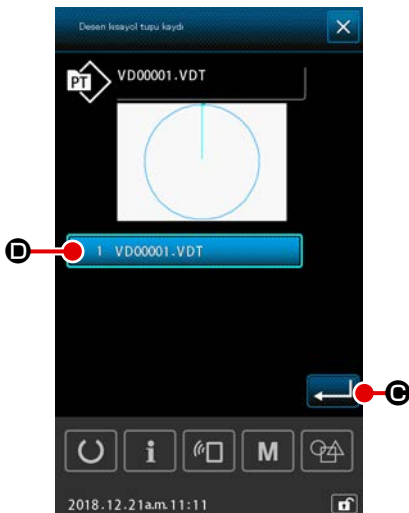 Desen kısayol tuşu kaydı
PT VD00001.VDT
D 1 VD00001.VDT
C
i M
2018.12.21a.m.11:11